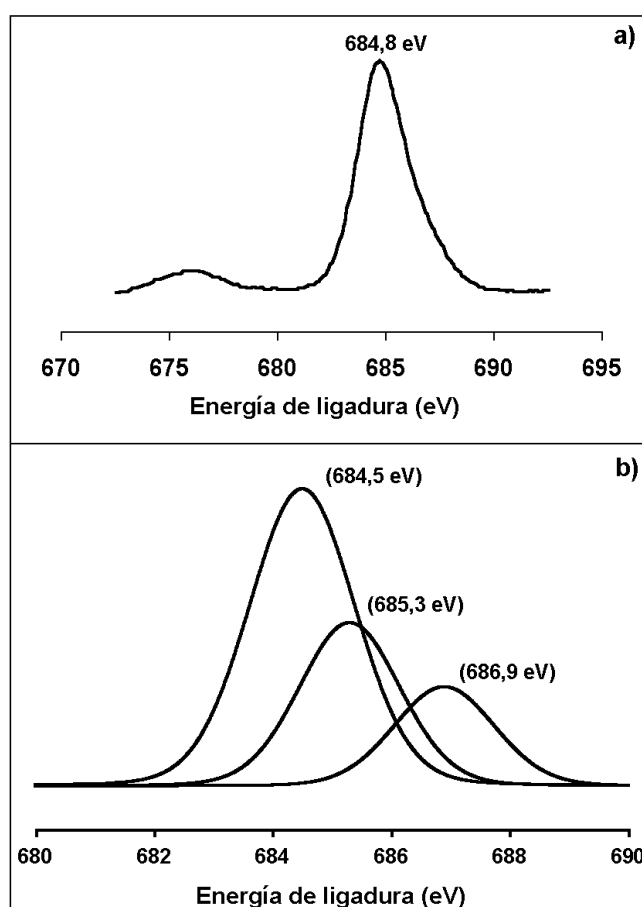 684,8 eV
a)
670 675 680 685 690 695
Energía de ligadura (eV)
b)
(684,5 eV)
(685,3 eV)
(686,9 eV)
680 682 684 686 688 690
Energía de ligadura (eV)